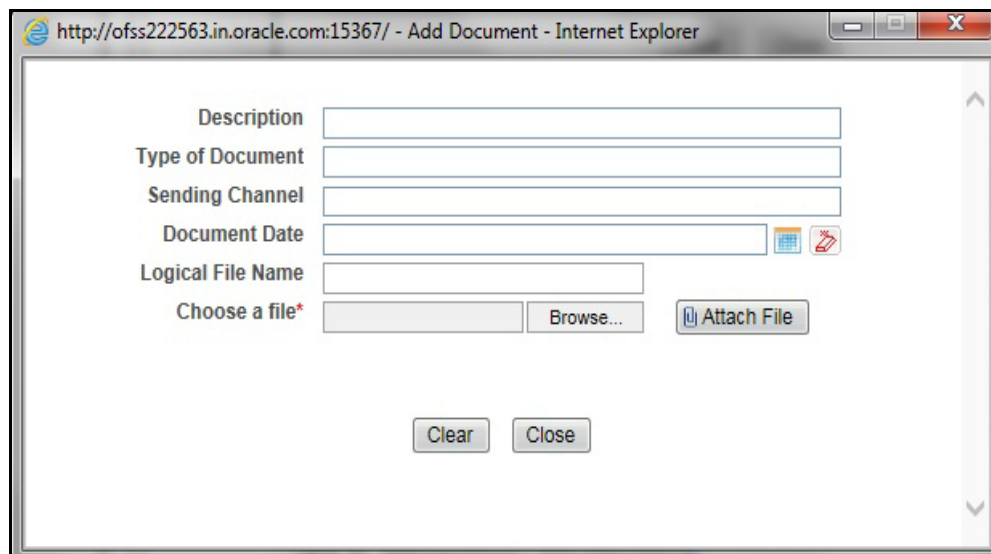 http://ofss222563.in.oracle.com:15367/ - Add Document - Internet Explorer
Description
Type of Document
Sending Channel
Document Date
Logical File Name
Choose a file*
Browse...
Attach File
Clear
Close